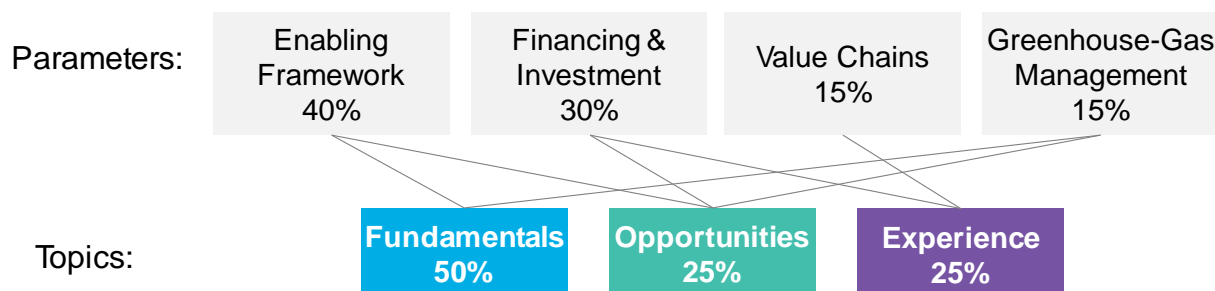 Parameters:
Enabling
Framework
40%
Financing &
Investment
30%
Value Chains
15%
Greenhouse-Gas
Management
15%
Topics:
Fundamentals
50%
Opportunities
25%
Experience
25%